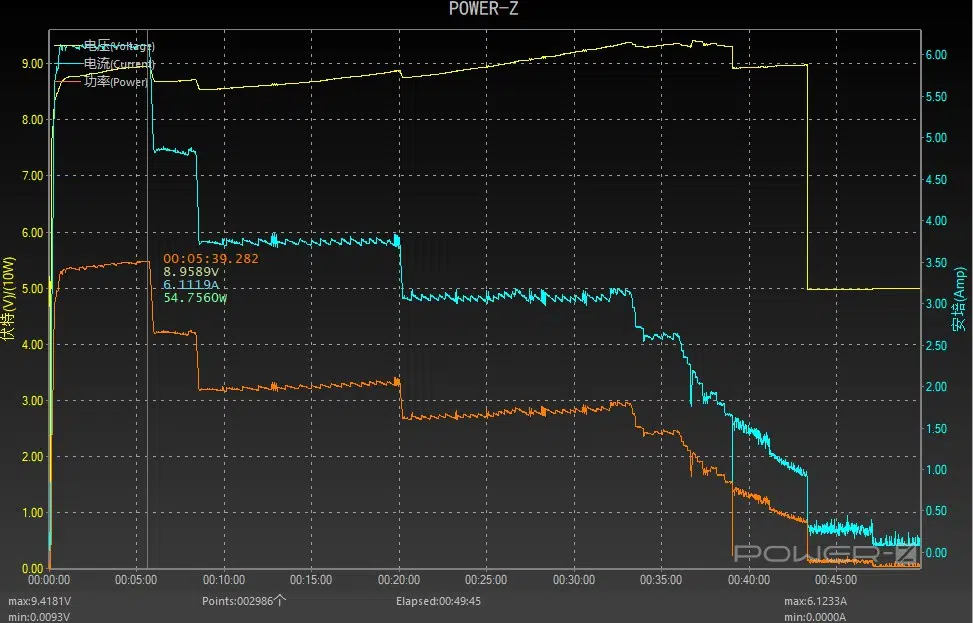 POWER-Z
电压(Voltage)
电流(Current)
功率(Power)
9.00
8.00
7.00
6.00
5.00
4.00
3.00
2.00
1.00
0.00
伏特(V)/(10W)
6.00
5.50
5.00
4.50
4.00
3.50
3.00
2.50
2.00
1.50
1.00
0.50
0.00
安培(Amp)
00:05:39.282
8.9589V
6.1119A
54.7560W
POWER-Z
00:00:00 00:05:00 00:10:00 00:15:00 00:20:00 00:25:00 00:30:00 00:35:00 00:40:00 00:45:00
max:9.4181V Points:002986个 Elapsed:00:49:45 max:6.1233A
min:0.0093V min:0.0000A